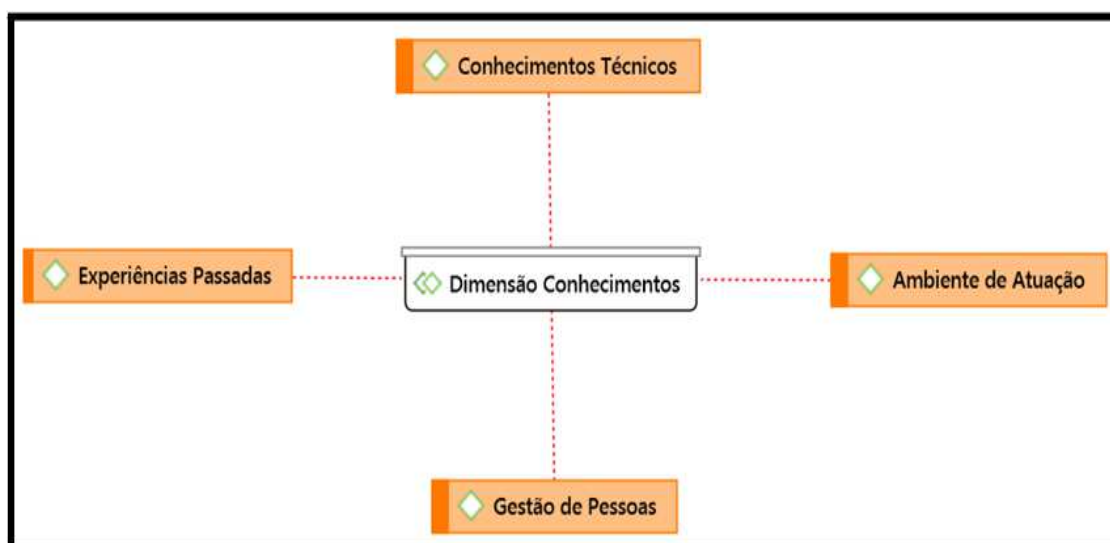 Conhecimentos Técnicos
Experiências Passadas
Dimensão Conhecimentos
Ambiente de Atuação
Gestão de Pessoas